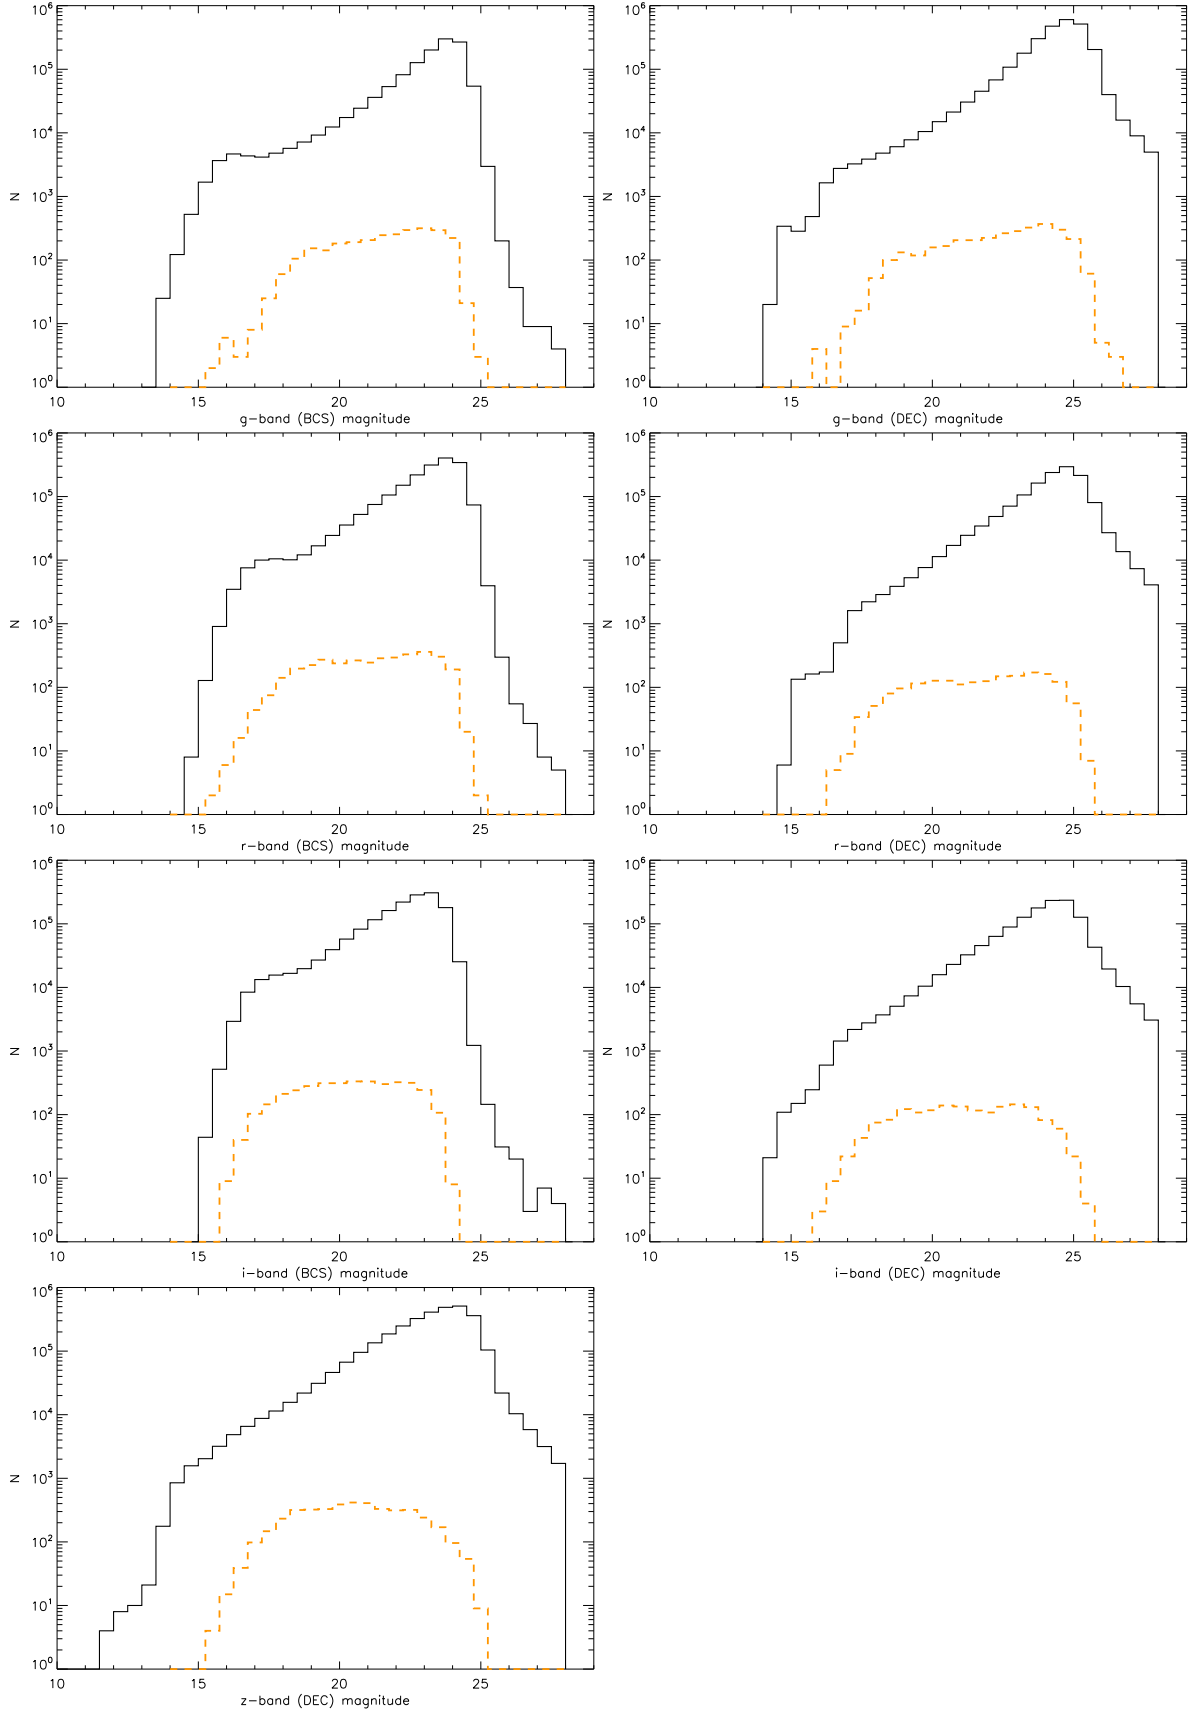 10^6 10^6
10^5 10^5
10^4 10^4
N 10^3 N 10^3
10^2 10^2
10^1 10^1
10^0 10^0
10 15 20 25 10 15 20 25
g-band (BCS) magnitude g-band (DEC) magnitude
10^6 10^6
10^5 10^5
10^4 10^4
N 10^3 N 10^3
10^2 10^2
10^1 10^1
10^0 10^0
10 15 20 25 10 15 20 25
r-band (BCS) magnitude r-band (DEC) magnitude
10^6 10^6
10^5 10^5
10^4 10^4
N 10^3 N 10^3
10^2 10^2
10^1 10^1
10^0 10^0
10 15 20 25 10 15 20 25
i-band (BCS) magnitude i-band (DEC) magnitude
10^6
10^5
10^4
N 10^3
10^2
10^1
10^0
10 15 20 25
z-band (DEC) magnitude